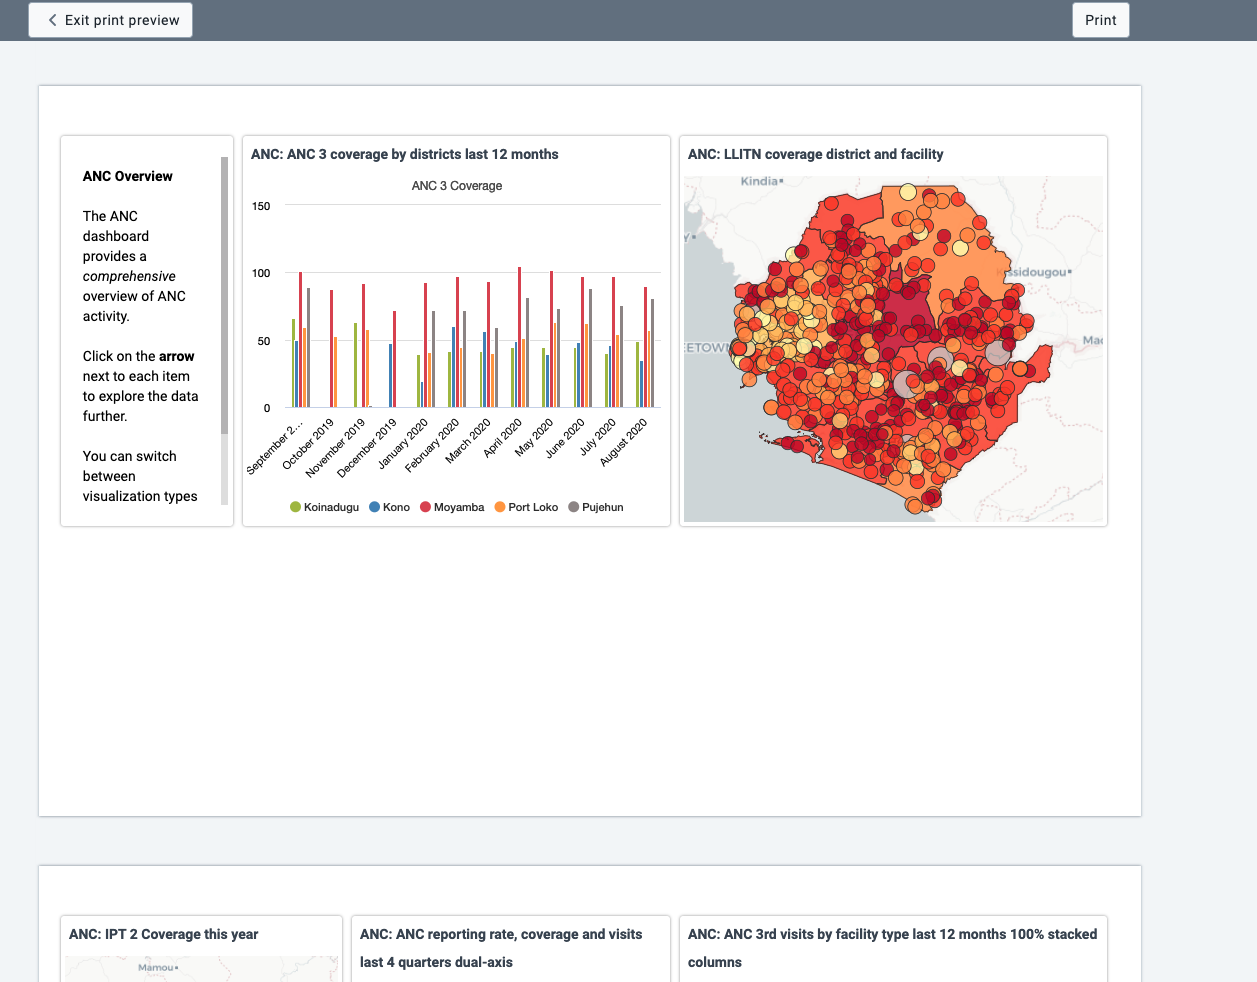 Exit print preview
Print
ANC Overview
The ANC
dashboard
provides a
comprehensive
overview of ANC
activity.
Click on the arrow
next to each item
to explore the data
further.
You can switch
between
visualization types
ANC: ANC 3 coverage by districts last 12 months
ANC 3 Coverage
150
100
50
0
September 2...
October 2019
November 2019
December 2019
January 2020
February 2020
March 2020
April 2020
May 2020
June 2020
July 2020
August 2020
Koinadugu Kono Moyamba Port Loko Pujehun
ANC: LLITN coverage district and facility
Kindia
ssidougou
EETOWN
Mac
ANC: IPT 2 Coverage this year
Mamou
ANC: ANC reporting rate, coverage and visits
last 4 quarters dual-axis
ANC: ANC 3rd visits by facility type last 12 months 100% stacked
columns